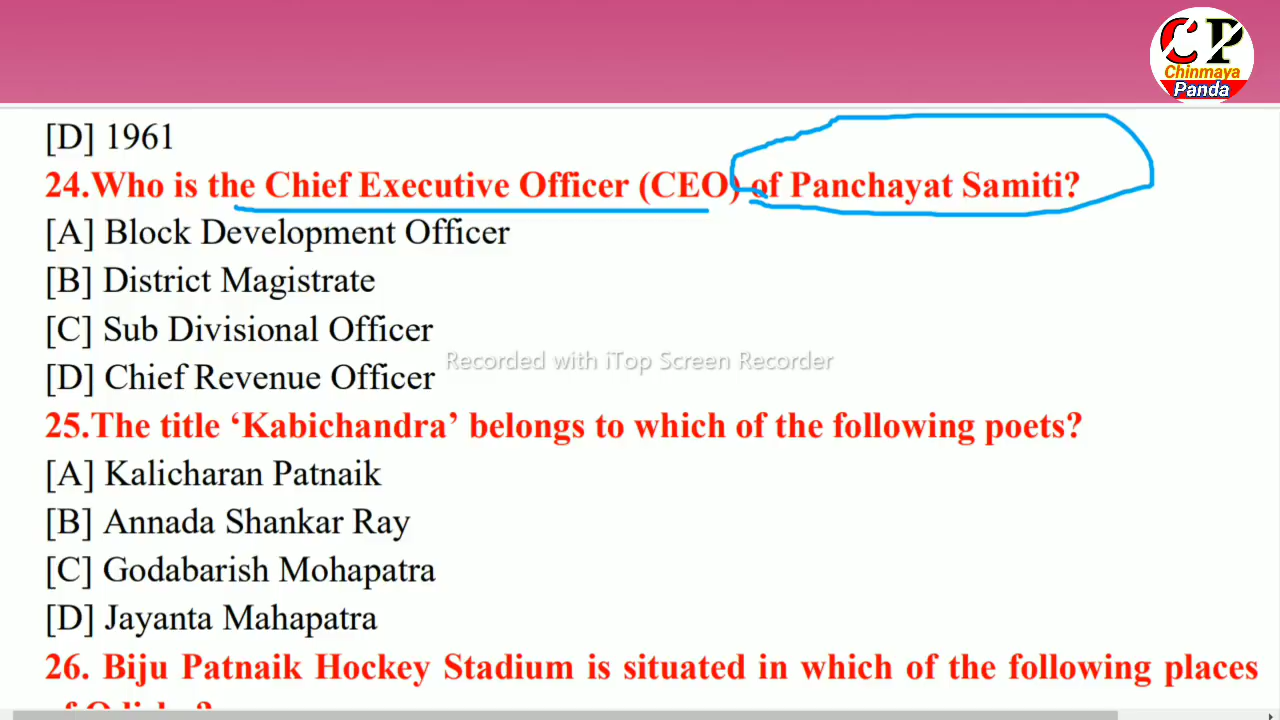 CP
Chinmaya
Panda
[D] 1961
24.Who is the Chief Executive Officer (CEO) of Panchayat Samiti?
[A] Block Development Officer
[B] District Magistrate
[C] Sub Divisional Officer
Recorded with iTop Screen Recorder
[D] Chief Revenue Officer
25.The title ‘Kabichandra’ belongs to which of the following poets?
[A] Kalicharan Patnaik
[B] Annada Shankar Ray
[C] Godabarish Mohapatra
[D] Jayanta Mahapatra
26. Biju Patnaik Hockey Stadium is situated in which of the following places
of Odisha?